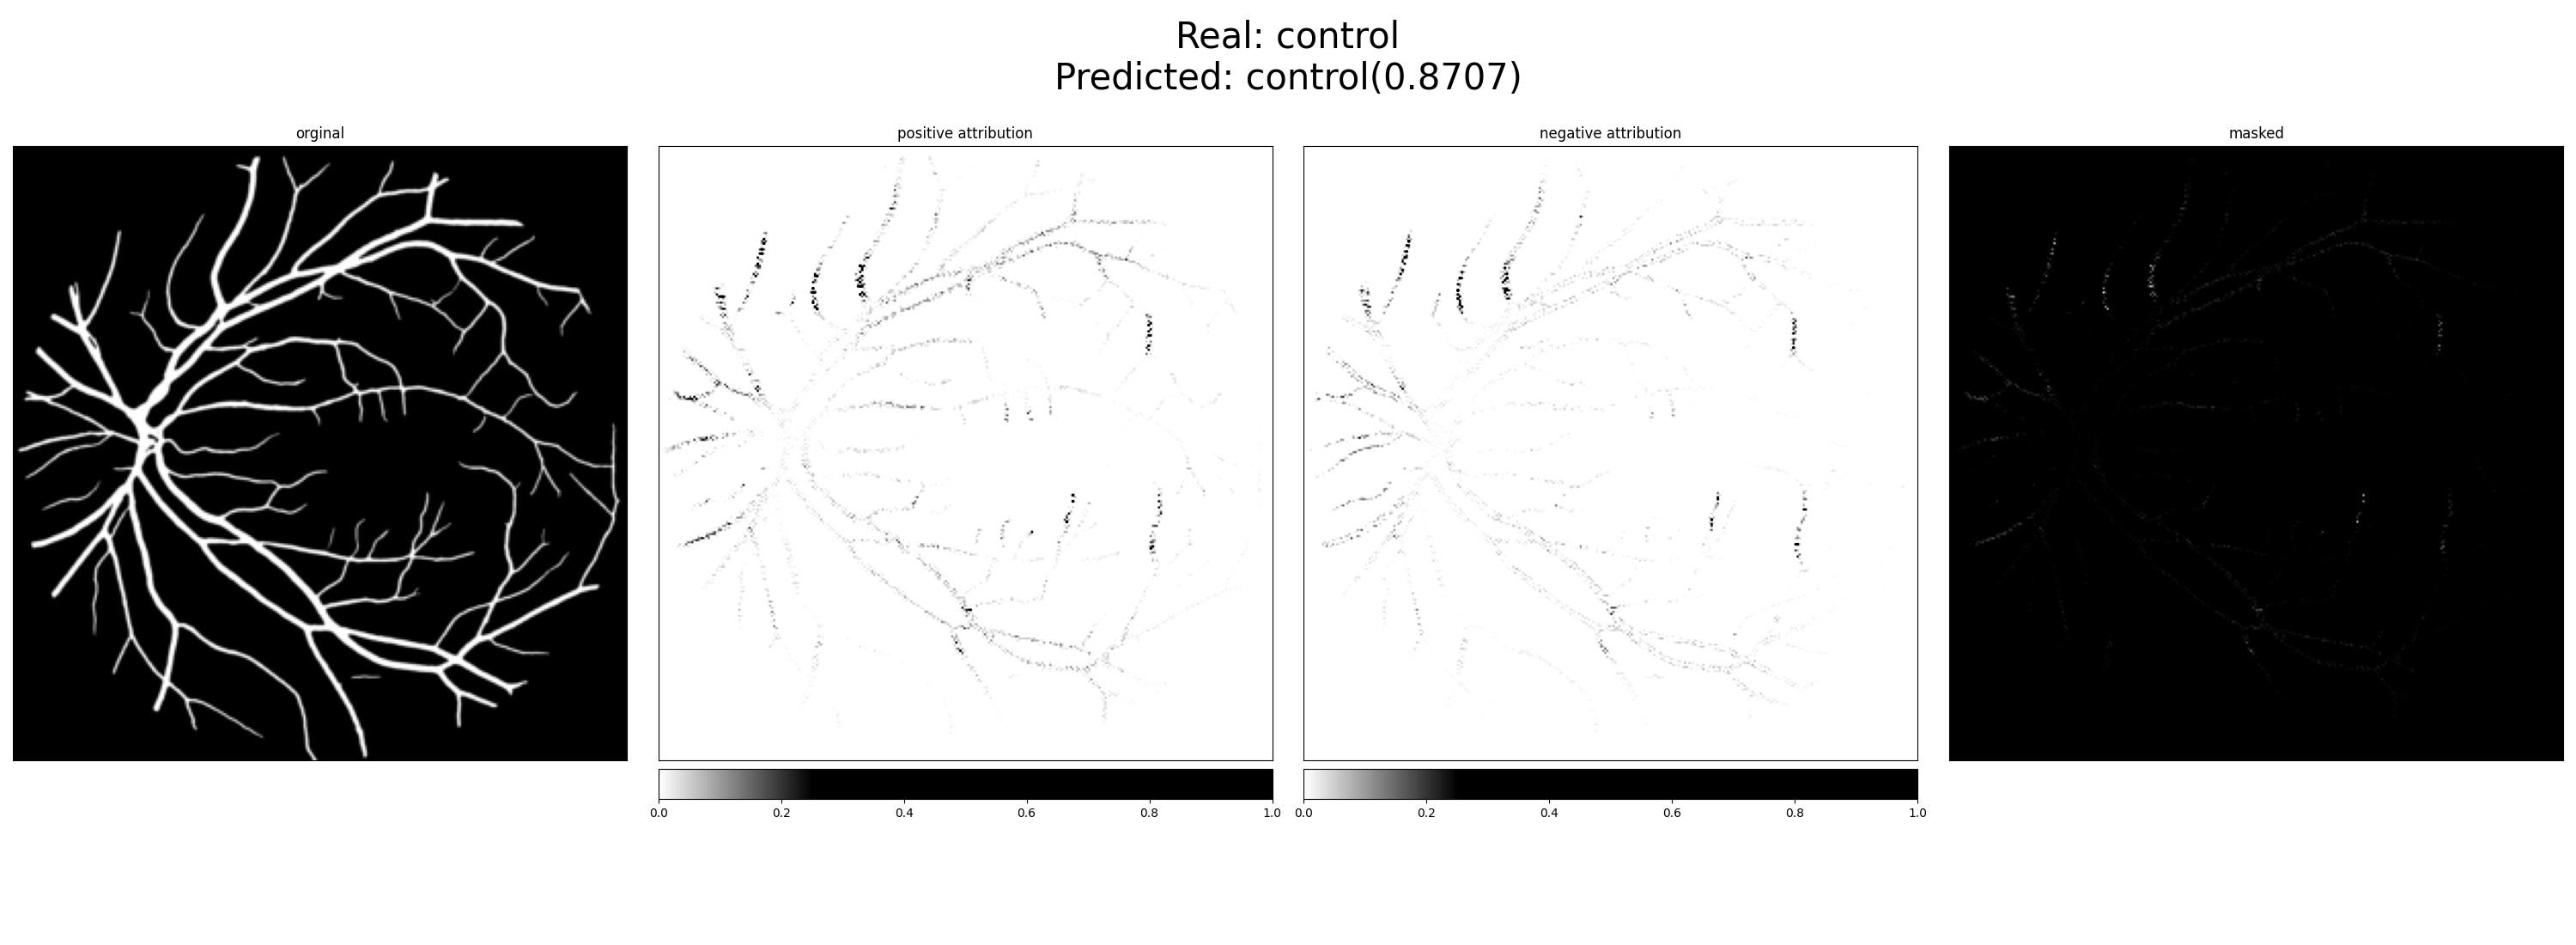 Real: control
Predicted: control(0.8707)
orginal
positive attribution
negative attribution
masked
0.0 0.2 0.4 0.6 0.8 1.0
0.0 0.2 0.4 0.6 0.8 1.0